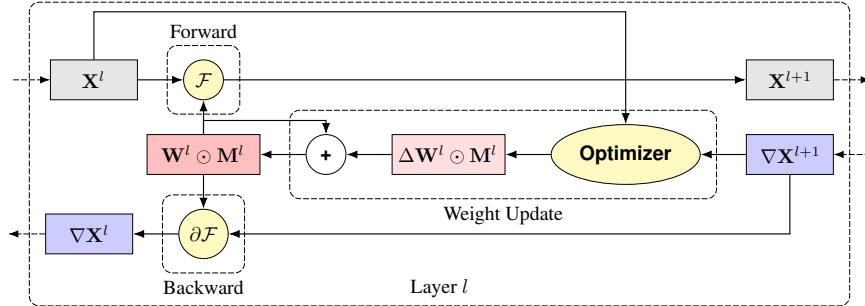 Forward
X^l
F
X^{l+1}
W^l ⊙ M^l
+
ΔW^l ⊙ M^l
Optimizer
∇X^{l+1}
Weight Update
∇X^l
∂F
Backward
Layer l